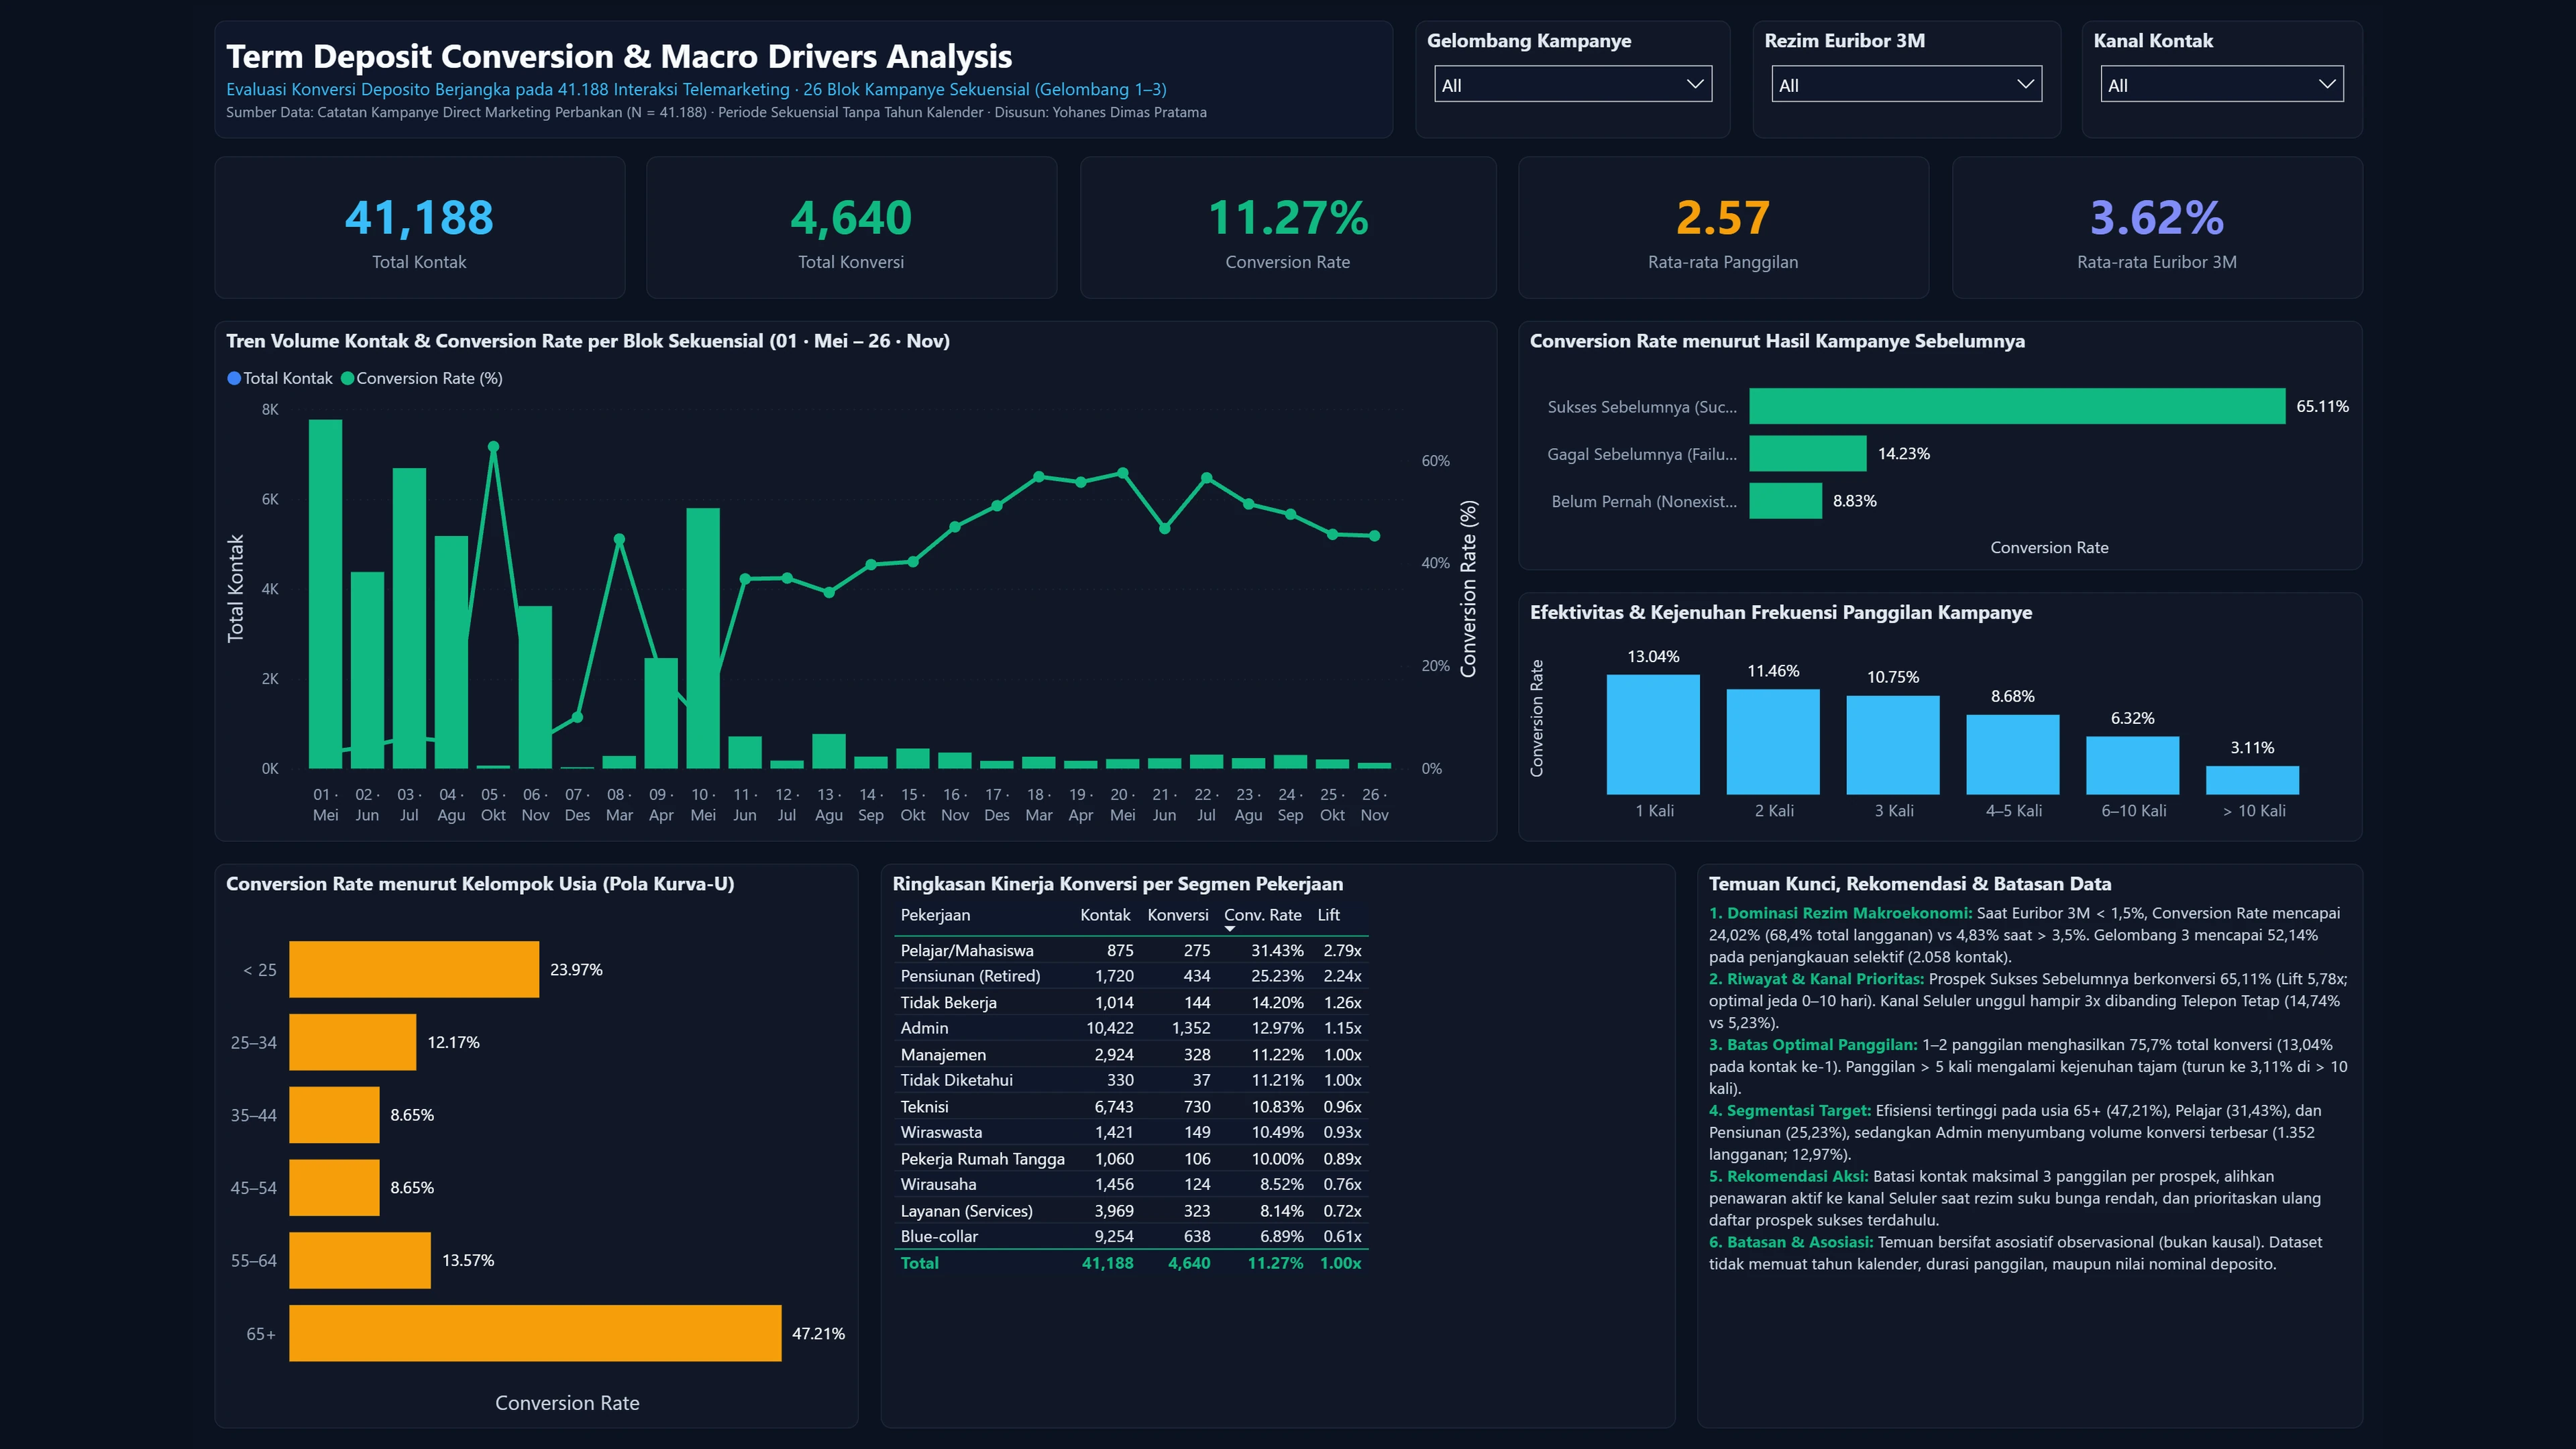 Term Deposit Conversion & Macro Drivers Analysis
Evaluasi Konversi Deposito Berjangka pada 41.188 Interaksi Telemarketing · 26 Blok Kampanye Sekuensial (Gelombang 1–3)
Sumber Data: Catatan Kampanye Direct Marketing Perbankan (N = 41.188) · Periode Sekuensial Tanpa Tahun Kalender · Disusun: Yohanes Dimas Pratama
Gelombang Kampanye
All
Rezim Euribor 3M
All
Kanal Kontak
All
41,188
Total Kontak
4,640
Total Konversi
11.27%
Conversion Rate
2.57
Rata-rata Panggilan
3.62%
Rata-rata Euribor 3M
Tren Volume Kontak & Conversion Rate per Blok Sekuensial (01 · Mei – 26 · Nov)
Total Kontak Conversion Rate (%)
Total Kontak
8K
6K
4K
2K
0K
60%
40%
20%
0%
Conversion Rate (%)
01 · 02 · 03 · 04 · 05 · 06 · 07 · 08 · 09 · 10 · 11 · 12 · 13 · 14 · 15 · 16 · 17 · 18 · 19 · 20 · 21 · 22 · 23 · 24 · 25 · 26 ·
Mei Jun Jul Agu Okt Nov Des Mar Apr Mei Jun Jul Agu Sep Okt Nov Des Mar Apr Mei Jun Jul Agu Sep Okt Nov
Conversion Rate menurut Hasil Kampanye Sebelumnya
Sukses Sebelumnya (Suc... 65.11%
Gagal Sebelumnya (Failu... 14.23%
Belum Pernah (Nonexist... 8.83%
Conversion Rate
Efektivitas & Kejenuhan Frekuensi Panggilan Kampanye
Conversion Rate
13.04% 11.46% 10.75% 8.68% 6.32% 3.11%
1 Kali 2 Kali 3 Kali 4–5 Kali 6–10 Kali > 10 Kali
Conversion Rate menurut Kelompok Usia (Pola Kurva-U)
< 25 23.97%
25–34 12.17%
35–44 8.65%
45–54 8.65%
55–64 13.57%
65+ 47.21%
Conversion Rate
Ringkasan Kinerja Konversi per Segmen Pekerjaan
Pekerjaan Kontak Konversi Conv. Rate Lift
Pelajar/Mahasiswa 875 275 31.43% 2.79x
Pensiunan (Retired) 1,720 434 25.23% 2.24x
Tidak Bekerja 1,014 144 14.20% 1.26x
Admin 10,422 1,352 12.97% 1.15x
Manajemen 2,924 328 11.22% 1.00x
Tidak Diketahui 330 37 11.21% 1.00x
Teknisi 6,743 730 10.83% 0.96x
Wiraswasta 1,421 149 10.49% 0.93x
Pekerja Rumah Tangga 1,060 106 10.00% 0.89x
Wirausaha 1,456 124 8.52% 0.76x
Layanan (Services) 3,969 323 8.14% 0.72x
Blue-collar 9,254 638 6.89% 0.61x
Total 41,188 4,640 11.27% 1.00x
Temuan Kunci, Rekomendasi & Batasan Data
1. Dominasi Rezim Makroekonomi: Saat Euribor 3M < 1,5%, Conversion Rate mencapai
24,02% (68,4% total langganan) vs 4,83% saat > 3,5%. Gelombang 3 mencapai 52,14%
pada penjangkauan selektif (2.058 kontak).
2. Riwayat & Kanal Prioritas: Prospek Sukses Sebelumnya berkonversi 65,11% (Lift 5,78x;
optimal jeda 0–10 hari). Kanal Seluler unggul hampir 3x dibanding Telepon Tetap (14,74%
vs 5,23%).
3. Batas Optimal Panggilan: 1–2 panggilan menghasilkan 75,7% total konversi (13,04%
pada kontak ke-1). Panggilan > 5 kali mengalami kejenuhan tajam (turun ke 3,11% di > 10
kali).
4. Segmentasi Target: Efisiensi tertinggi pada usia 65+ (47,21%), Pelajar (31,43%), dan
Pensiunan (25,23%), sedangkan Admin menyumbang volume konversi terbesar (1.352
langganan; 12,97%).
5. Rekomendasi Aksi: Batasi kontak maksimal 3 panggilan per prospek, alihkan
penawaran aktif ke kanal Seluler saat rezim suku bunga rendah, dan prioritaskan ulang
daftar prospek sukses terdahulu.
6. Batasan & Asosiasi: Temuan bersifat asosiatif observasional (bukan kausal). Dataset
tidak memuat tahun kalender, durasi panggilan, maupun nilai nominal deposito.